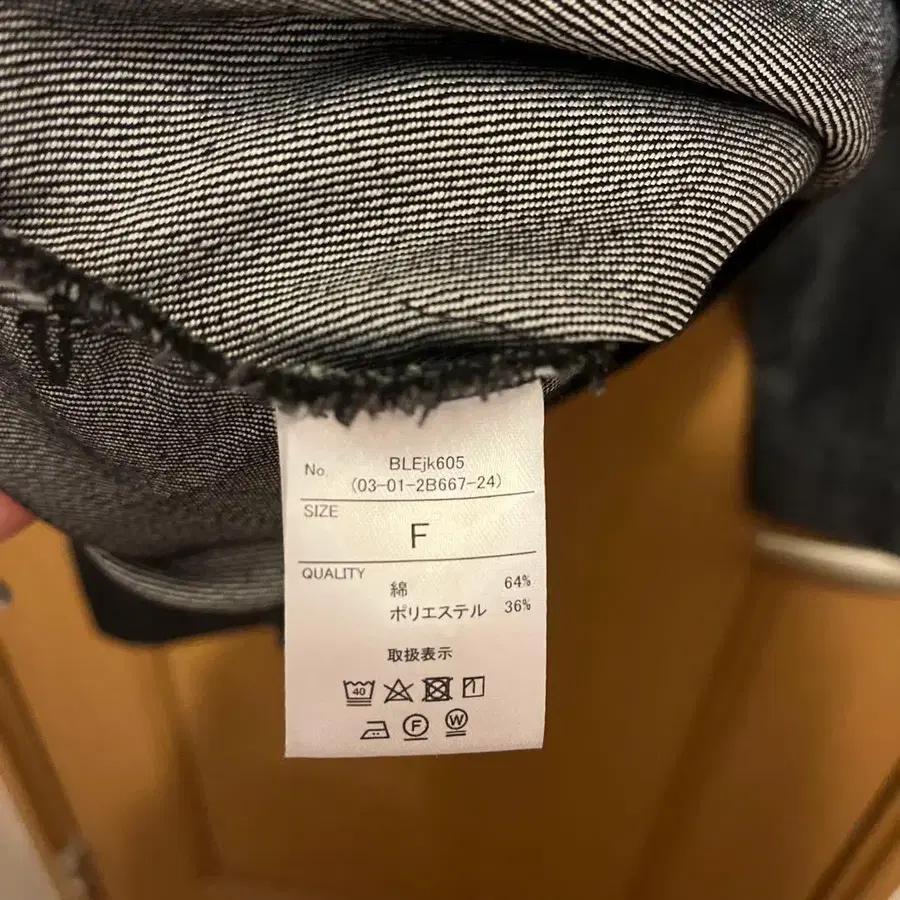 No. BLEjk605
(03-01-2B667-24)
SIZE
F
QUALITY
綿 64%
ポリエステル 36%
取扱表示
40
F W